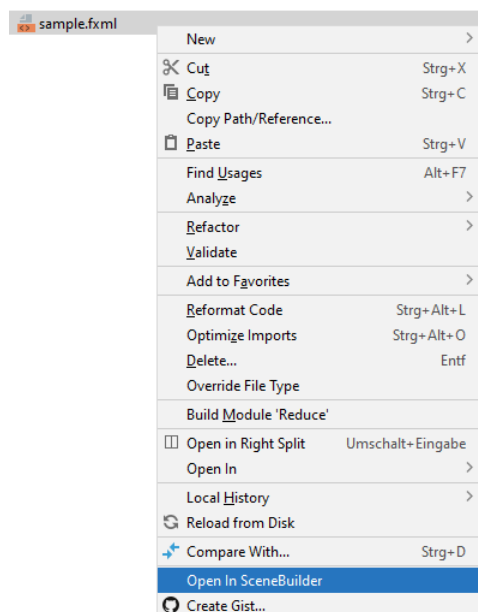 sample.fxml
New
Cut Strg+X
Copy Strg+C
Copy Path/Reference...
Paste Strg+V
Find Usages Alt+F7
Analyze
Refactor
Validate
Add to Favorites
Reformat Code Strg+Alt+L
Optimize Imports Strg+Alt+O
Delete... Entf
Override File Type
Build Module 'Reduce'
Open in Right Split Umschalt+Eingabe
Open In
Local History
Reload from Disk
Compare With... Strg+D
Open In SceneBuilder
Create Gist...